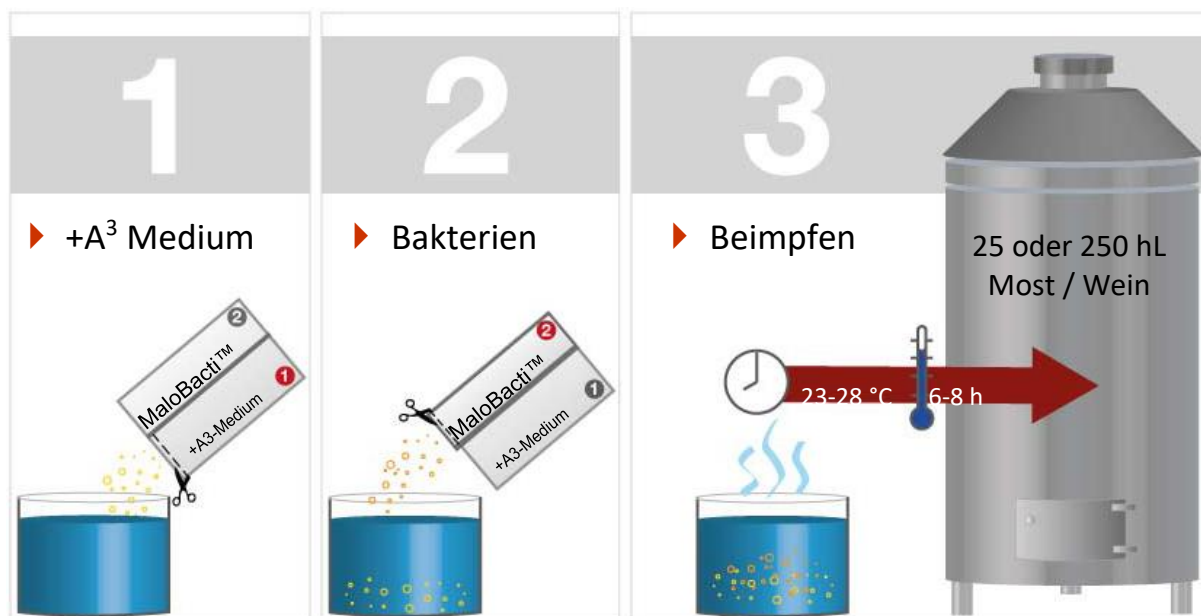 1
2
3
+A³ Medium
Bakterien
Beimpfen
25 oder 250 hL
Most / Wein
2
MaloBacti™
1
+A3-Medium
2
MaloBacti™
1
+A3-Medium
23-28 °C
6-8 h